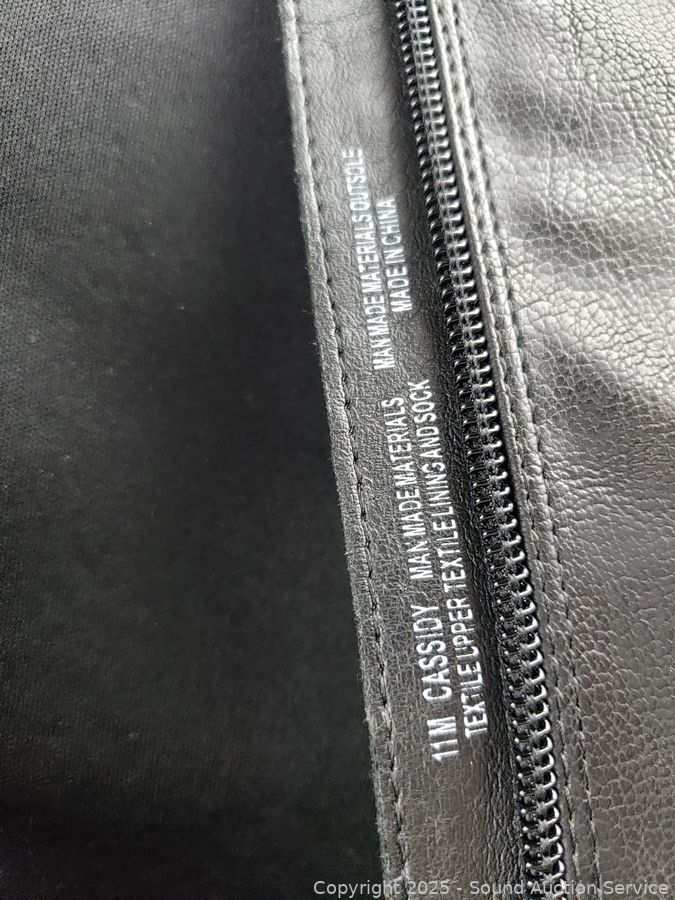 11M CASSIDY MAN MADE MATERIALS
TEXTILE UPPER TEXTILE LINING AND SOCK
MAN MADE MATERIALS OUTSOLE
MADE IN CHINA
Copyright 2025 - Sound Auction Service